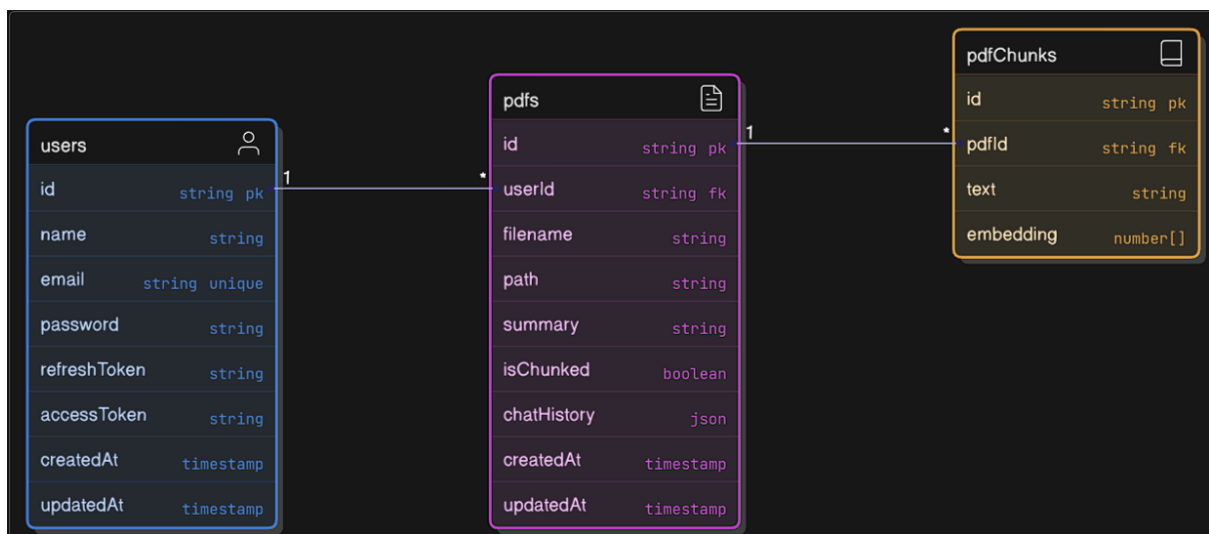 users
id string pk
name string
email string unique
password string
refreshToken string
accessToken string
createdAt timestamp
updatedAt timestamp
1 *
pdfs
id string pk
userId string fk
filename string
path string
summary string
isChunked boolean
chatHistory json
createdAt timestamp
updatedAt timestamp
1 *
pdfChunks
id string pk
pdfId string fk
text string
embedding number[]